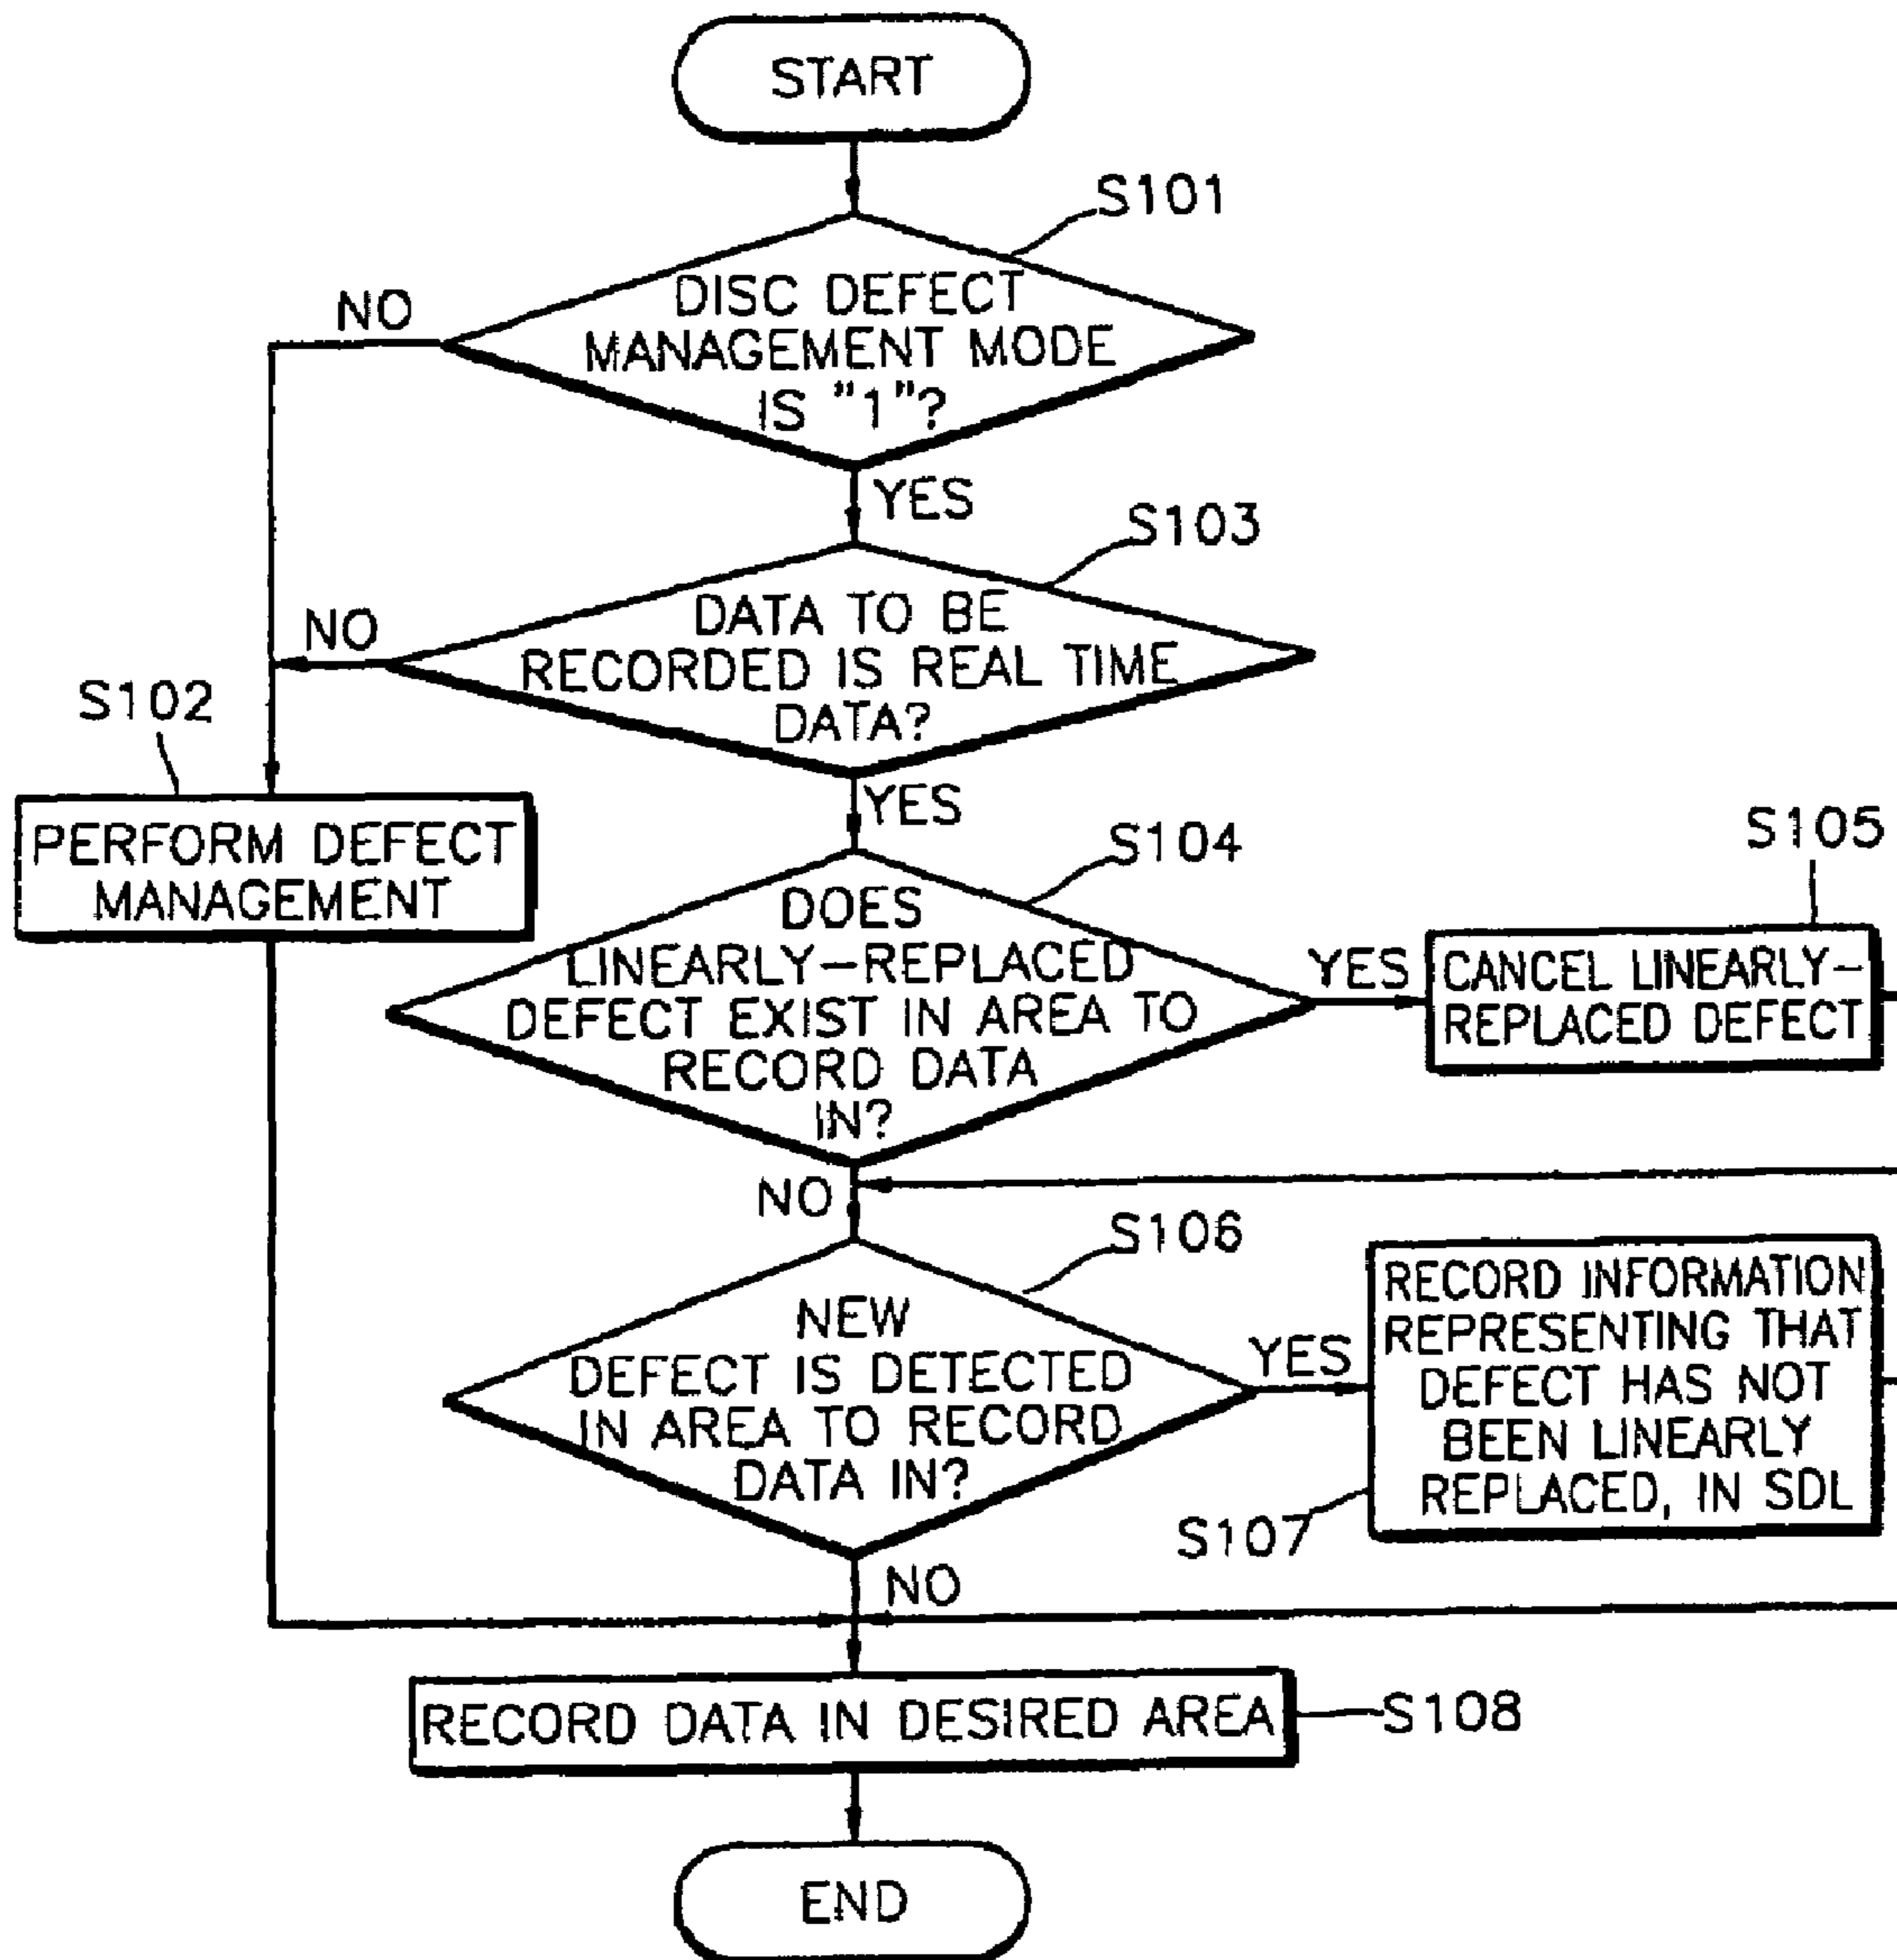 START
S101
DISC DEFECT
MANAGEMENT MODE
IS "1"?
NO
YES
S103
DATA TO BE
RECORDED IS REAL TIME
DATA?
NO
S102
YES
PERFORM DEFECT
MANAGEMENT
S104
DOES
LINEARLY-REPLACED
DEFECT EXIST IN AREA TO
RECORD DATA
IN?
YES
S105
CANCEL LINEARLY-
REPLACED DEFECT
NO
S106
NEW
DEFECT IS DETECTED
IN AREA TO RECORD
DATA IN?
YES
RECORD INFORMATION
REPRESENTING THAT
DEFECT HAS NOT
BEEN LINEARLY
REPLACED, IN SDL
S107
NO
RECORD DATA IN DESIRED AREA
S108
END